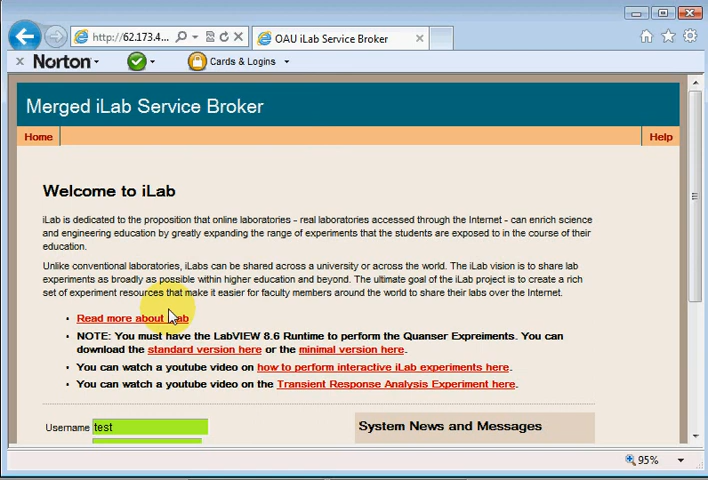 http://62.173.4...
OAU iLab Service Broker
Norton
Cards & Logins
Merged iLab Service Broker
Home
Help
Welcome to iLab
iLab is dedicated to the proposition that online laboratories - real laboratories accessed through the Internet - can enrich science
and engineering education by greatly expanding the range of experiments that the students are exposed to in the course of their
education.
Unlike conventional laboratories, iLabs can be shared across a university or across the world. The iLab vision is to share lab
experiments as broadly as possible within higher education and beyond. The ultimate goal of the iLab project is to create a rich
set of experiment resources that make it easier for faculty members around the world to share their labs over the Internet.
Read more about iLab
NOTE: You must have the LabVIEW 8.6 Runtime to perform the Quanser Expreiments. You can
download the standard version here or the minimal version here.
You can watch a youtube video on how to perform interactive iLab experiments here.
You can watch a youtube video on the Transient Response Analysis Experiment here.
Username test
System News and Messages
95%